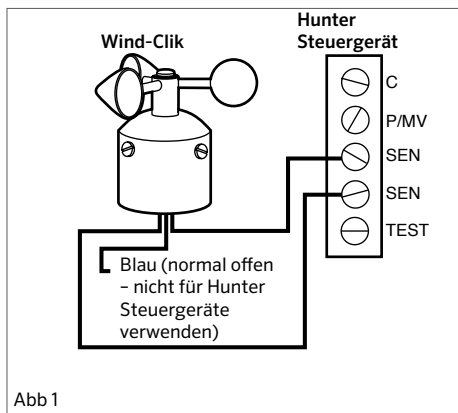 Wind-Clik
Hunter
Steuergerät
C
P/MV
SEN
SEN
TEST
Blau (normal offen
– nicht für Hunter
Steuergeräte
verwenden)
Abb 1